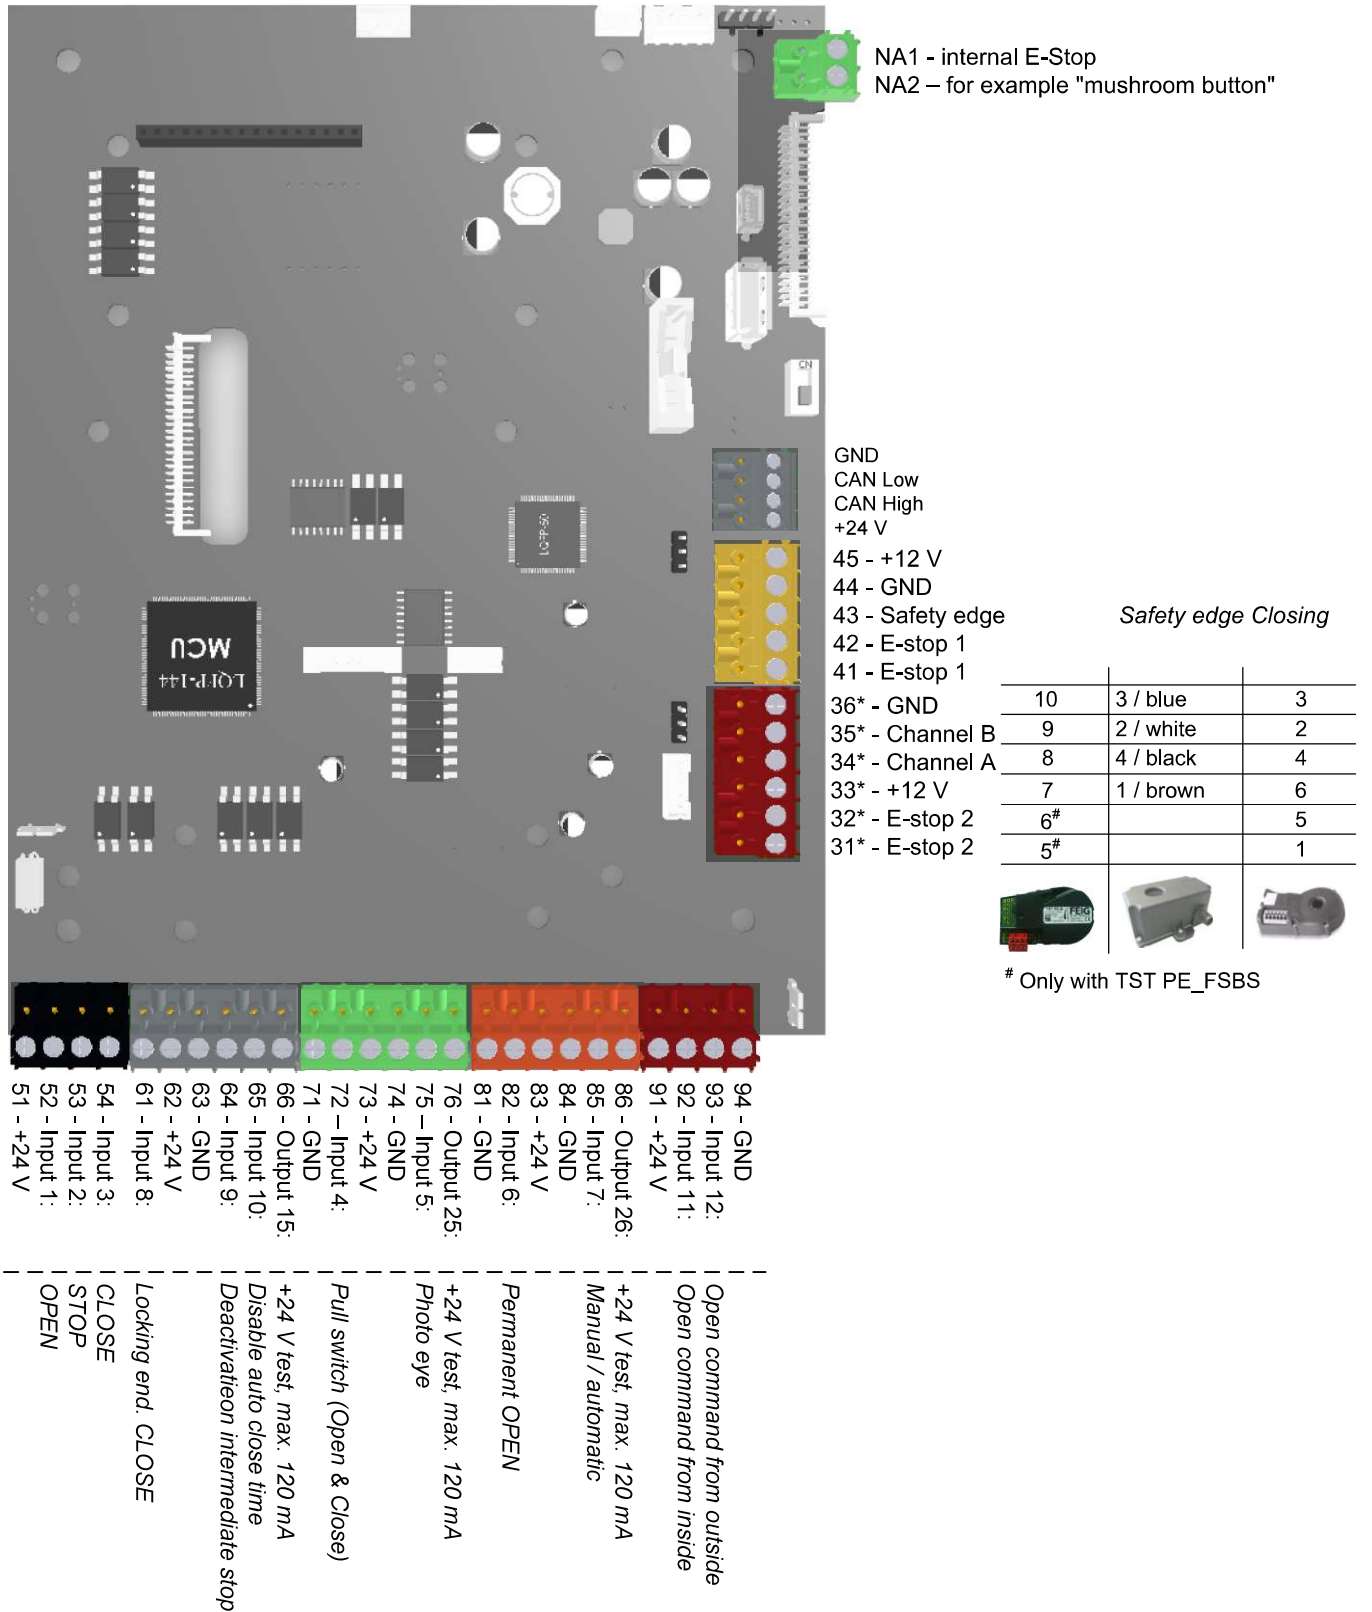 NA1 - internal E-Stop
NA2 – for example "mushroom button"
CN
GND
CAN Low
CAN High
+24 V
45 - +12 V
44 - GND
43 - Safety edge
Safety edge Closing
42 - E-stop 1
41 - E-stop 1
36* - GND
10
3 / blue
3
35* - Channel B
9
2 / white
2
34* - Channel A
8
4 / black
4
33* - +12 V
7
1 / brown
6
32* - E-stop 2
6#
5
31* - E-stop 2
5#
1
FEIG
# Only with TST PE_FSBS
MCU
LQFP-144
51 - +24 V
52 - Input 1:
53 - Input 2:
54 - Input 3:
61 - Input 8:
62 - +24 V
63 - GND
64 - Input 9:
65 - Input 10:
66 - Output 15:
71 - GND
72 – Input 4:
73 - +24 V
74 - GND
75 – Input 5:
76 - Output 25:
81 - GND
82 - Input 6:
83 - +24 V
84 - GND
85 - Input 7:
86 - Output 26:
91 - +24 V
92 - Input 11:
93 - Input 12:
94 - GND
OPEN
STOP
CLOSE
Locking end. CLOSE
Deactivatieon intermediate stop
Disable auto close time
+24 V test, max. 120 mA
Pull switch (Open & Close)
Photo eye
+24 V test, max. 120 mA
Permanent OPEN
Manual / automatic
+24 V test, max. 120 mA
Open command from inside
Open command from outside